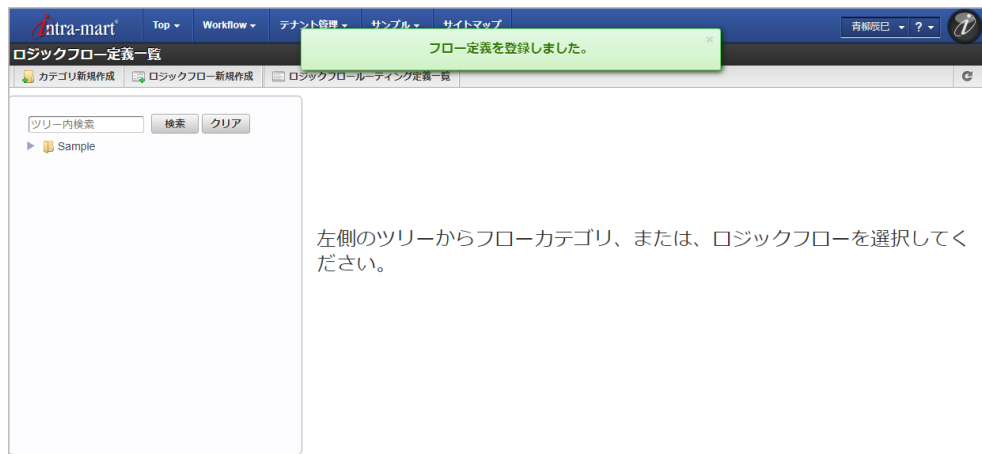 intra-mart Top Workflow テナント管理 サンプル サイトマップ 青柳辰巳 ?
フロー定義を登録しました。 ×
ロジックフロー定義一覧
カテゴリ新規作成 ロジックフロー新規作成 ロジックフロールーティング定義一覧
ツリー内検索 検索 クリア
Sample
左側のツリーからフローカテゴリ、または、ロジックフローを選択してく
ださい。